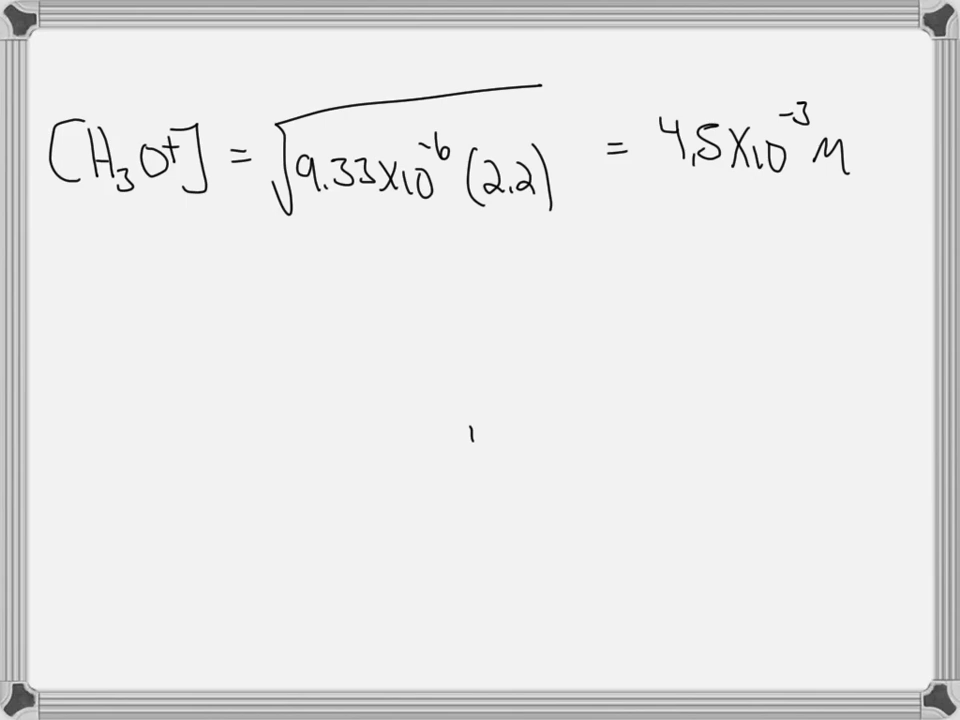 [H₃O⁺] = √9.33X10⁻⁶ (2.2) = 4.5X10⁻³ M